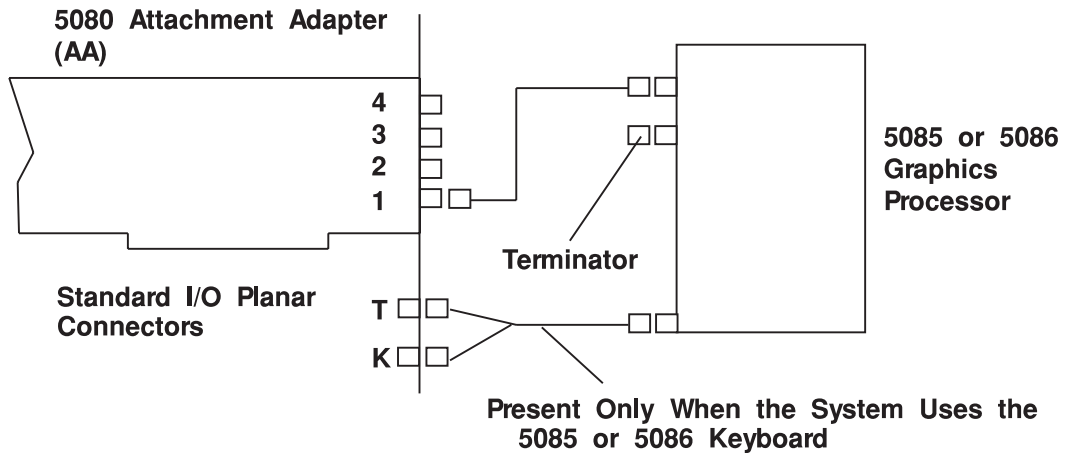 5080 Attachment Adapter
(AA)
4
3
2
1
5085 or 5086
Graphics
Processor
Terminator
Standard I/O Planar
Connectors
T
K
Present Only When the System Uses the
5085 or 5086 Keyboard